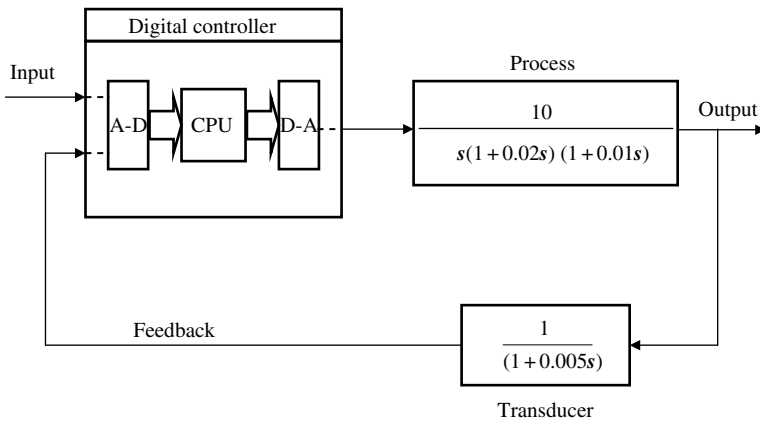 Digital controller
Input
A-D
CPU
D-A
Process
10
s(1+0.02s) (1+0.01s)
Output
Feedback
1
(1+0.005s)
Transducer